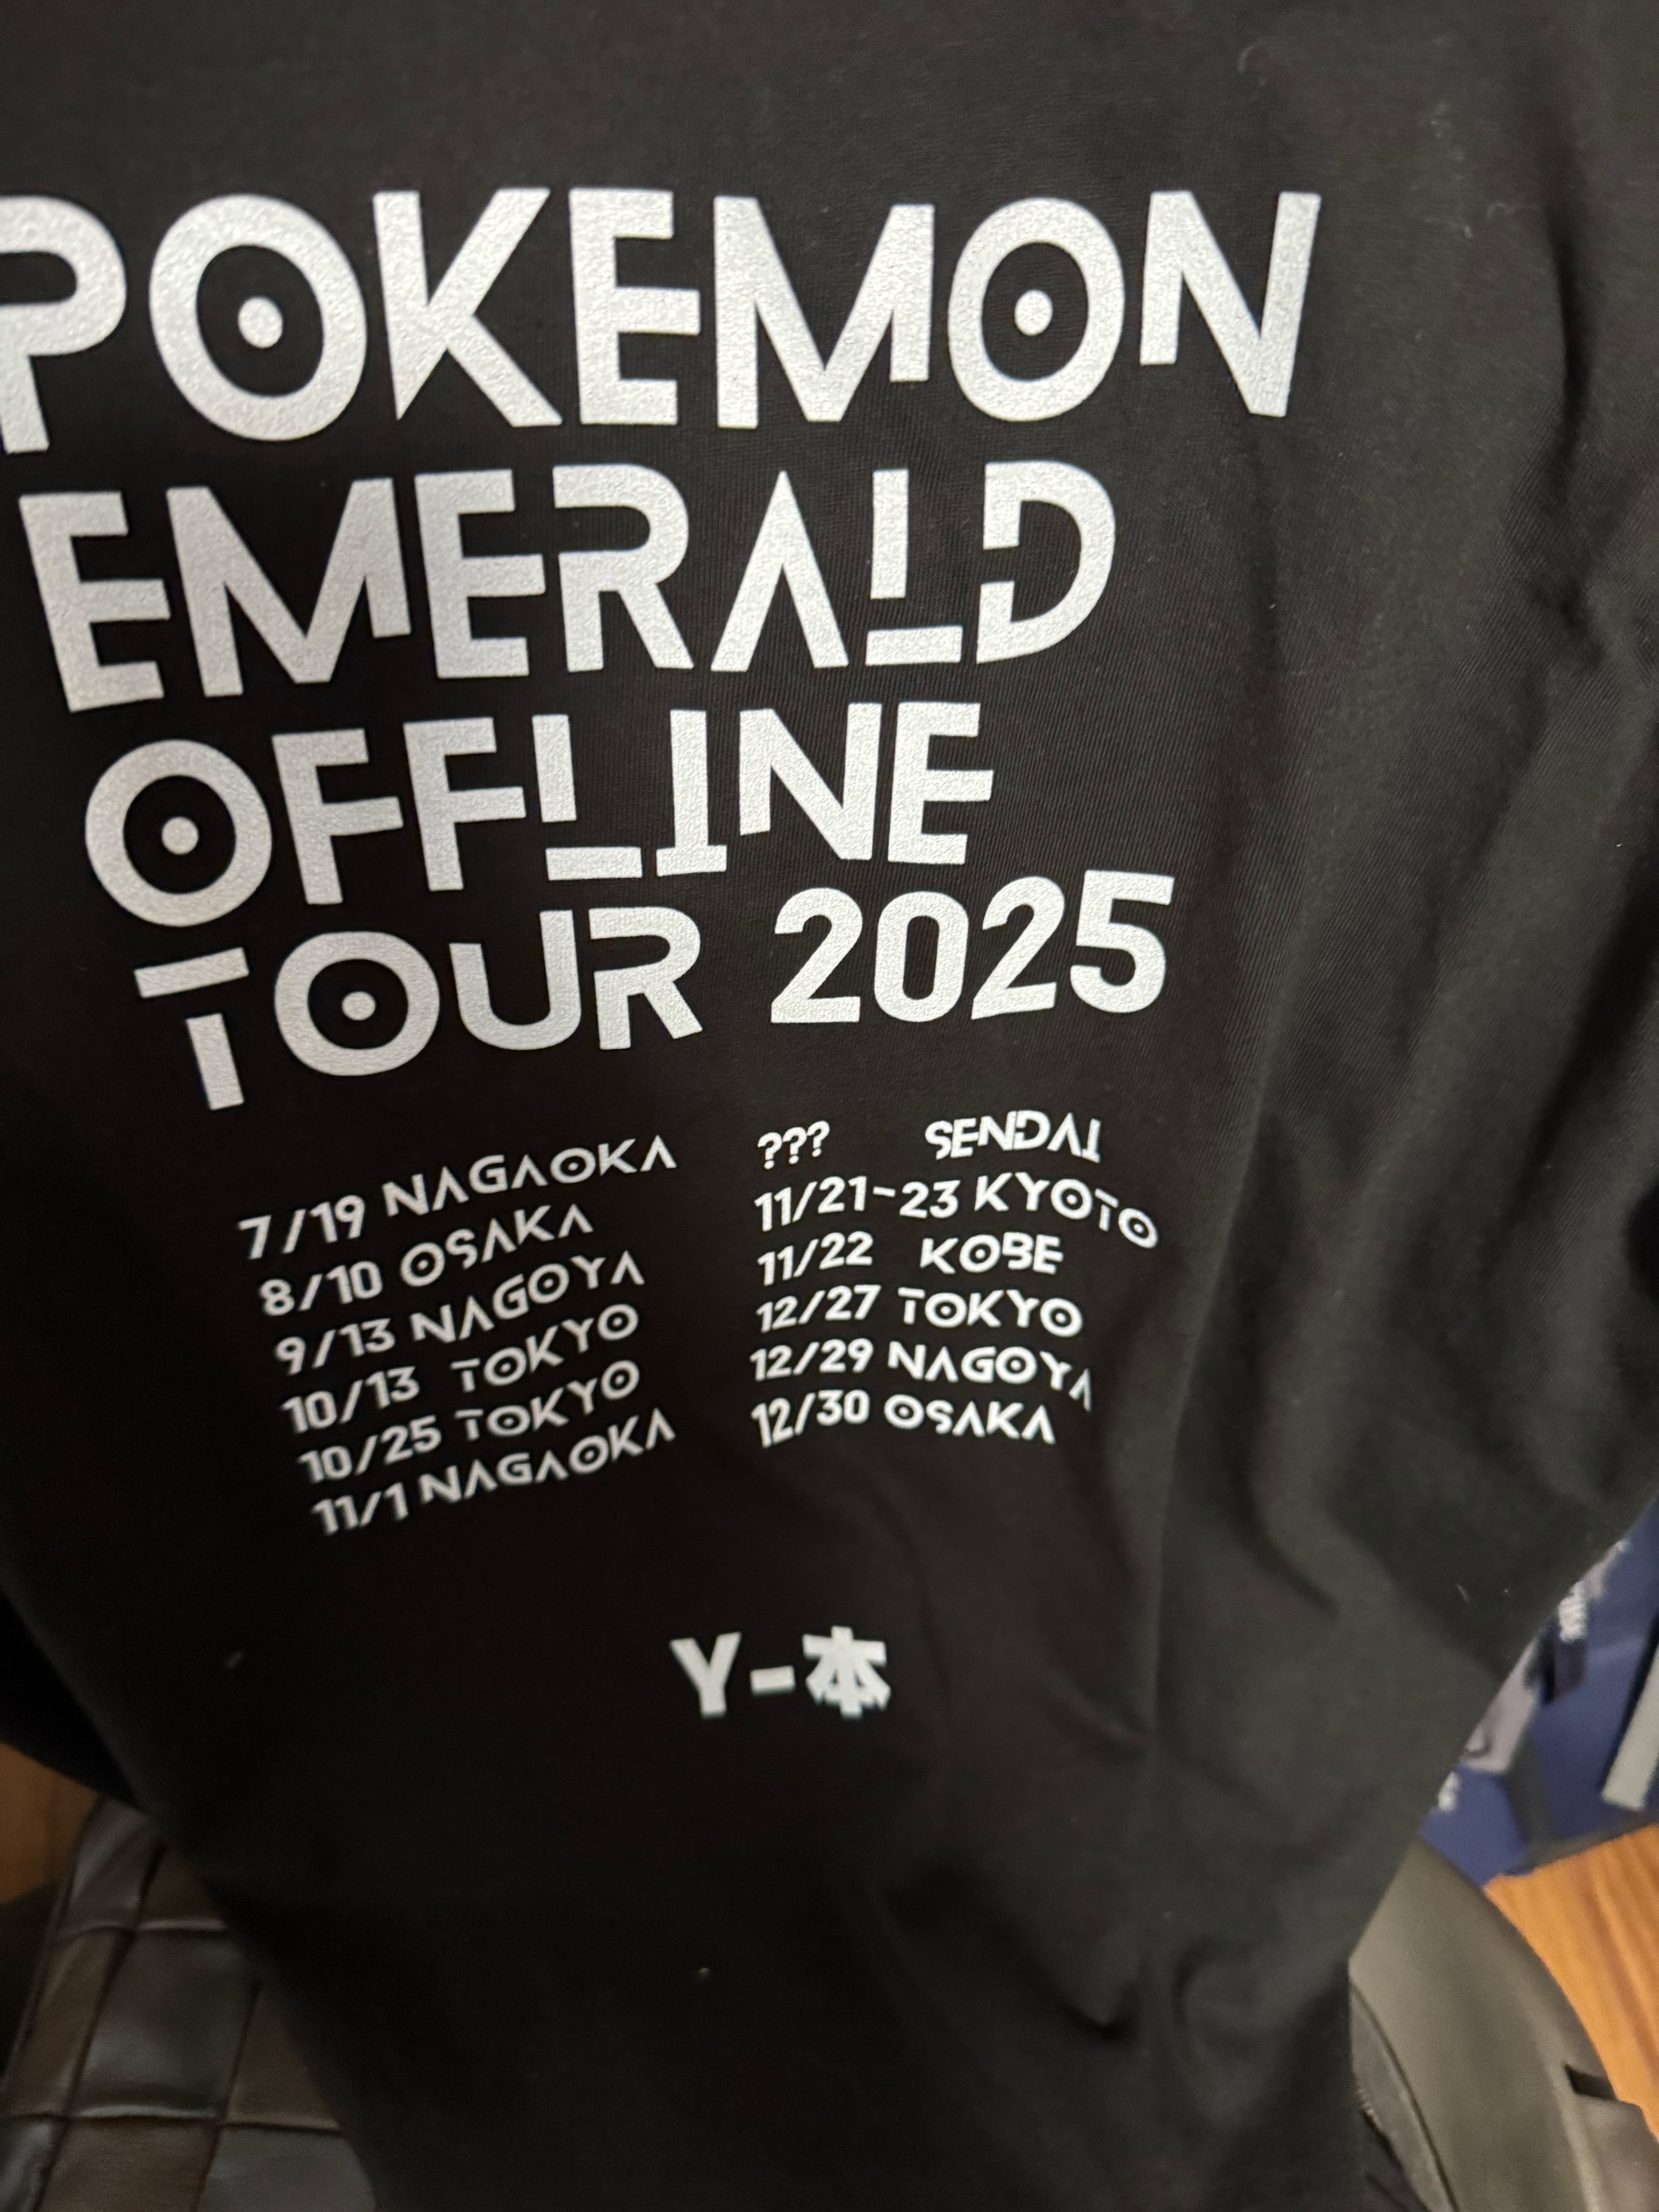 POKEMON
EMERALD
OFFLINE
TOUR 2025
7/19 NAGAOKA
8/10 OSAKA
9/13 NAGOYA
10/13 TOKYO
10/25 TOKYO
11/1 NAGAOKA
??? SENDAI
11/21-23 KYOTO
11/22 KOBE
12/27 TOKYO
12/29 NAGOYA
12/30 OSAKA
Y-本